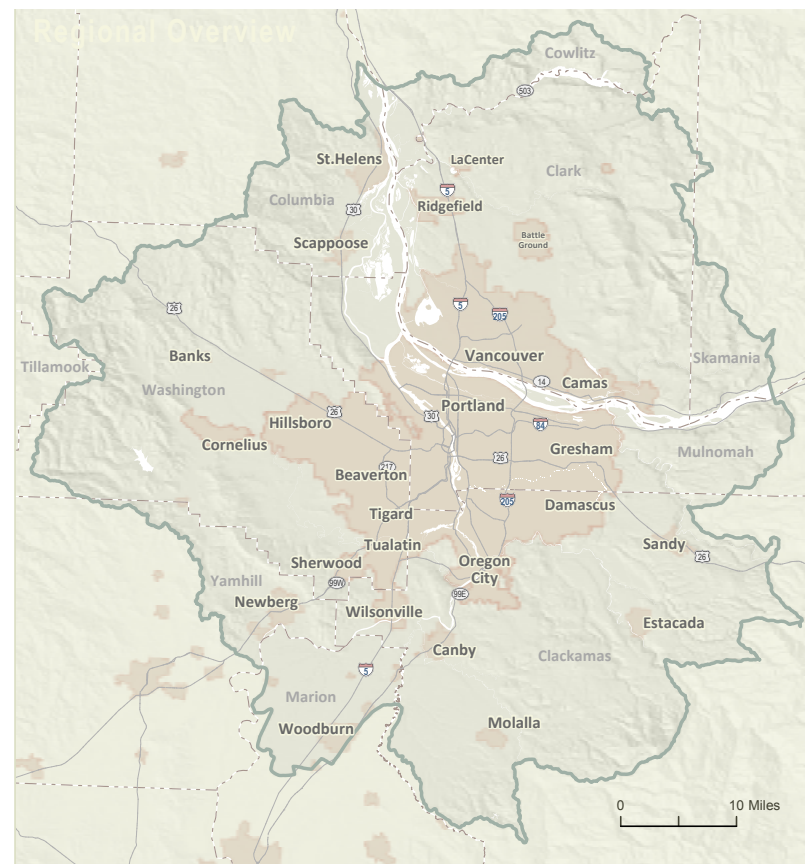 Regional Overview
Cowlitz
503
St.Helens
LaCenter
Clark
5
Columbia
30
Ridgefield
Scappoose
Battle
Ground
26
5
205
Banks
Vancouver
Tillamook
Skamania
Washington
14
Camas
Portland
26
30
Hillsboro
84
Cornelius
Gresham
Mulnomah
26
Beaverton
217
205
Damascus
Tigard
Tualatin
Sandy
26
Sherwood
Oregon
City
Yamhill
99W
99E
Newberg
Wilsonville
Estacada
Canby
Clackamas
5
Marion
Woodburn
Molalla
0
10 Miles